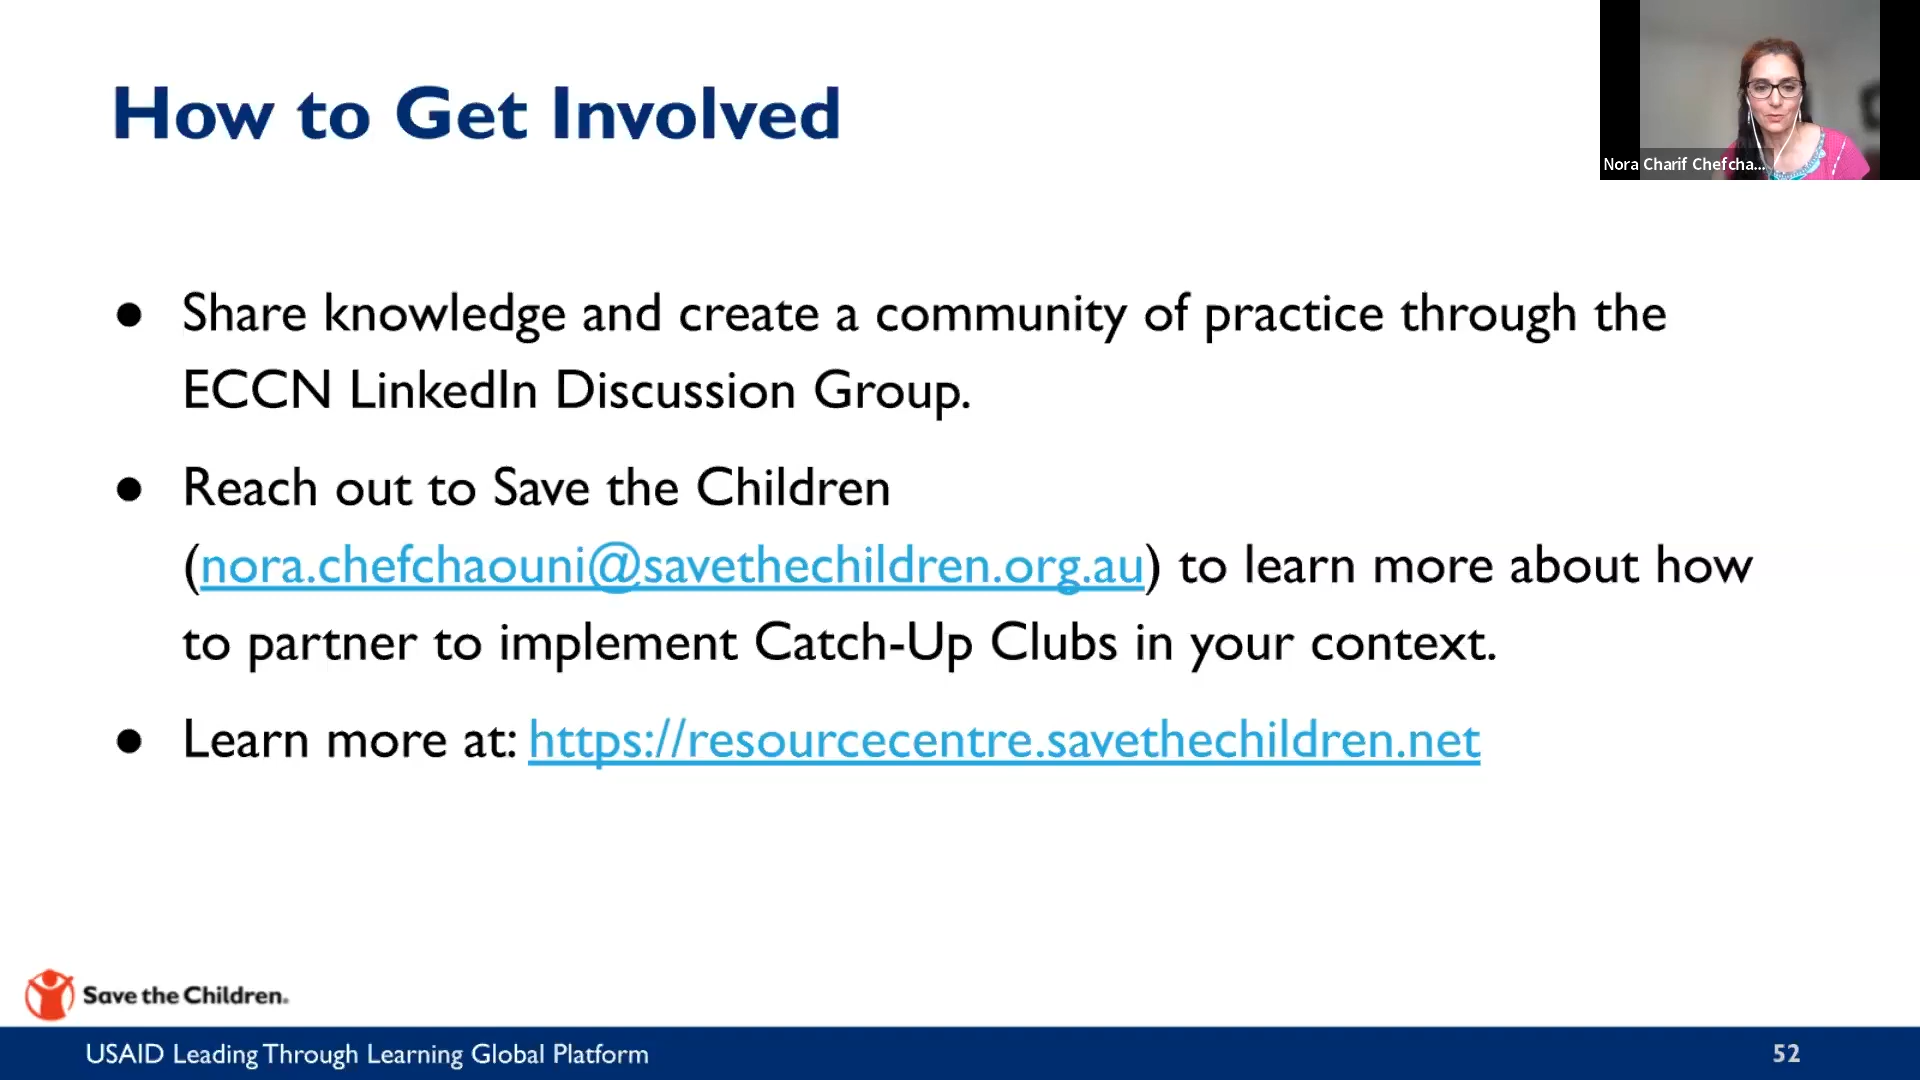 How to Get Involved
Nora Charif Chefcha...
● Share knowledge and create a community of practice through the
ECCN LinkedIn Discussion Group.
● Reach out to Save the Children
(nora.chefchaouni@savethechildren.org.au) to learn more about how
to partner to implement Catch-Up Clubs in your context.
● Learn more at: https://resourcecentre.savethechildren.net
Save the Children.
USAID Leading Through Learning Global Platform
52